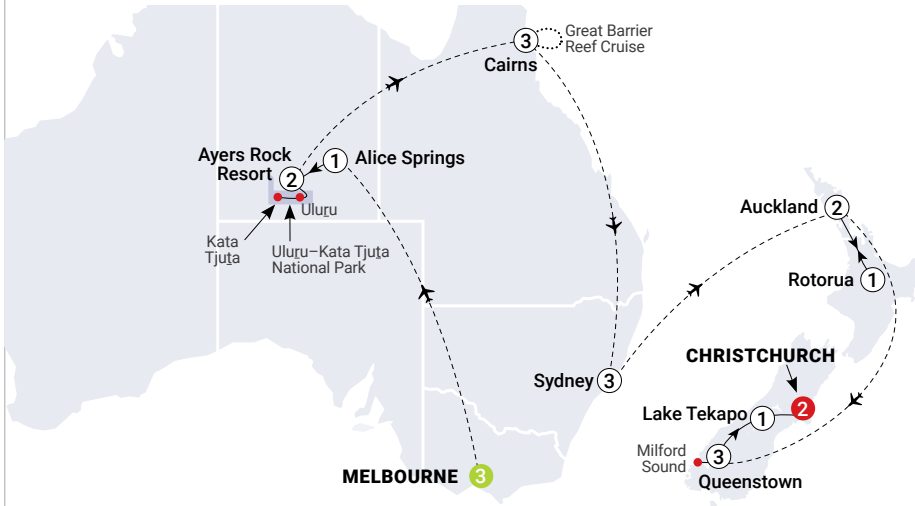 Great Barrier
Reef Cruise
3
Cairns
Ayers Rock
Resort
2
1
Alice Springs
Uluṟu
Kata
Tjuṯa
Uluṟu–Kata Tjuṯa
National Park
Auckland
2
Rotorua
1
CHRISTCHURCH
2
Sydney
3
Lake Tekapo
1
Milford
Sound
3
Queenstown
MELBOURNE
3